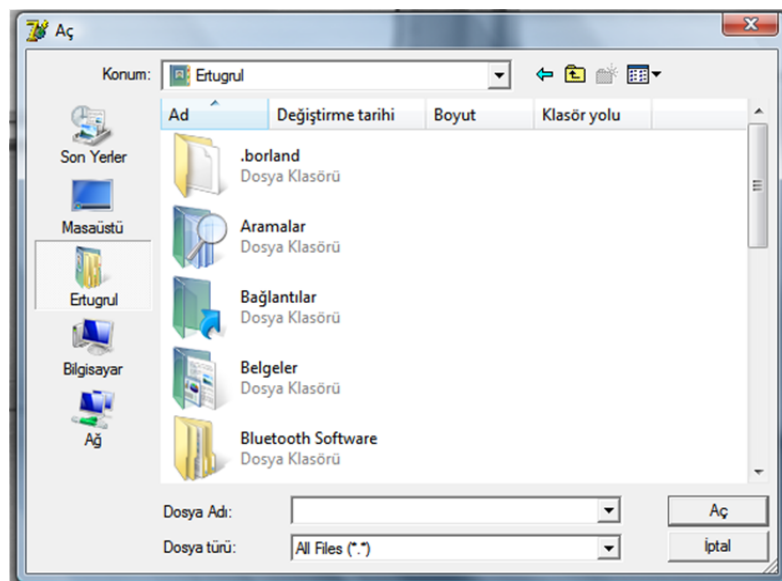 Aç
Konum: Ertugrul
Ad Değiştirme tarihi Boyut Klasör yolu
Son Yerler
Masaüstü
Ertugrul
Bilgisayar
Ağ
.borland
Dosya Klasörü
Aramalar
Dosya Klasörü
Bağlantılar
Dosya Klasörü
Belgeler
Dosya Klasörü
Bluetooth Software
Dosya Klasörü
Dosya Adı: Aç
Dosya türü: All Files (*.*) İptal